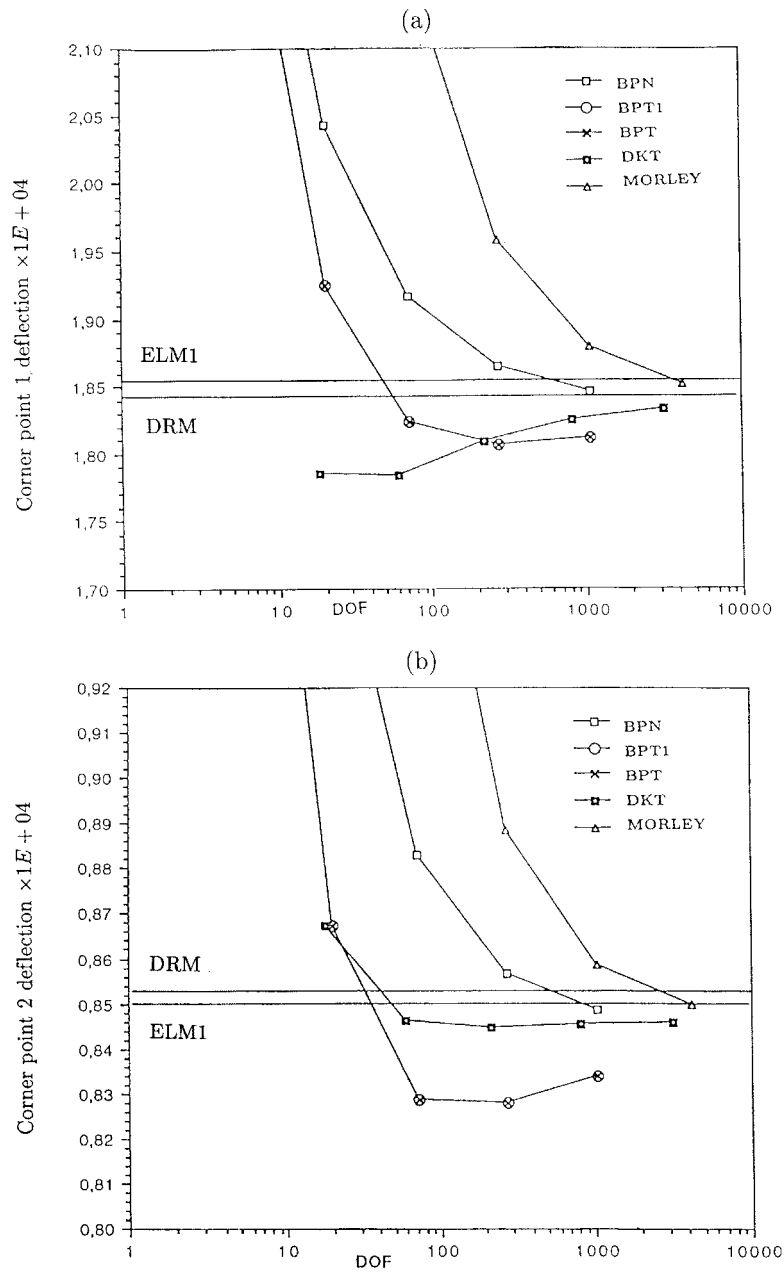 (a)
Corner point 1 deflection ×1E + 04
2,10
2,05
2,00
1,95
1,90
1,85
1,80
1,75
1,70
BPN
BPT1
BPT
DKT
MORLEY
ELM1
DRM
1
10
100
1000
10000
DOF
(b)
Corner point 2 deflection ×1E + 04
0,92
0,91
0,90
0,89
0,88
0,87
0,86
0,85
0,84
0,83
0,82
0,81
0,80
BPN
BPT1
BPT
DKT
MORLEY
DRM
ELM1
1
10
100
1000
10000
DOF